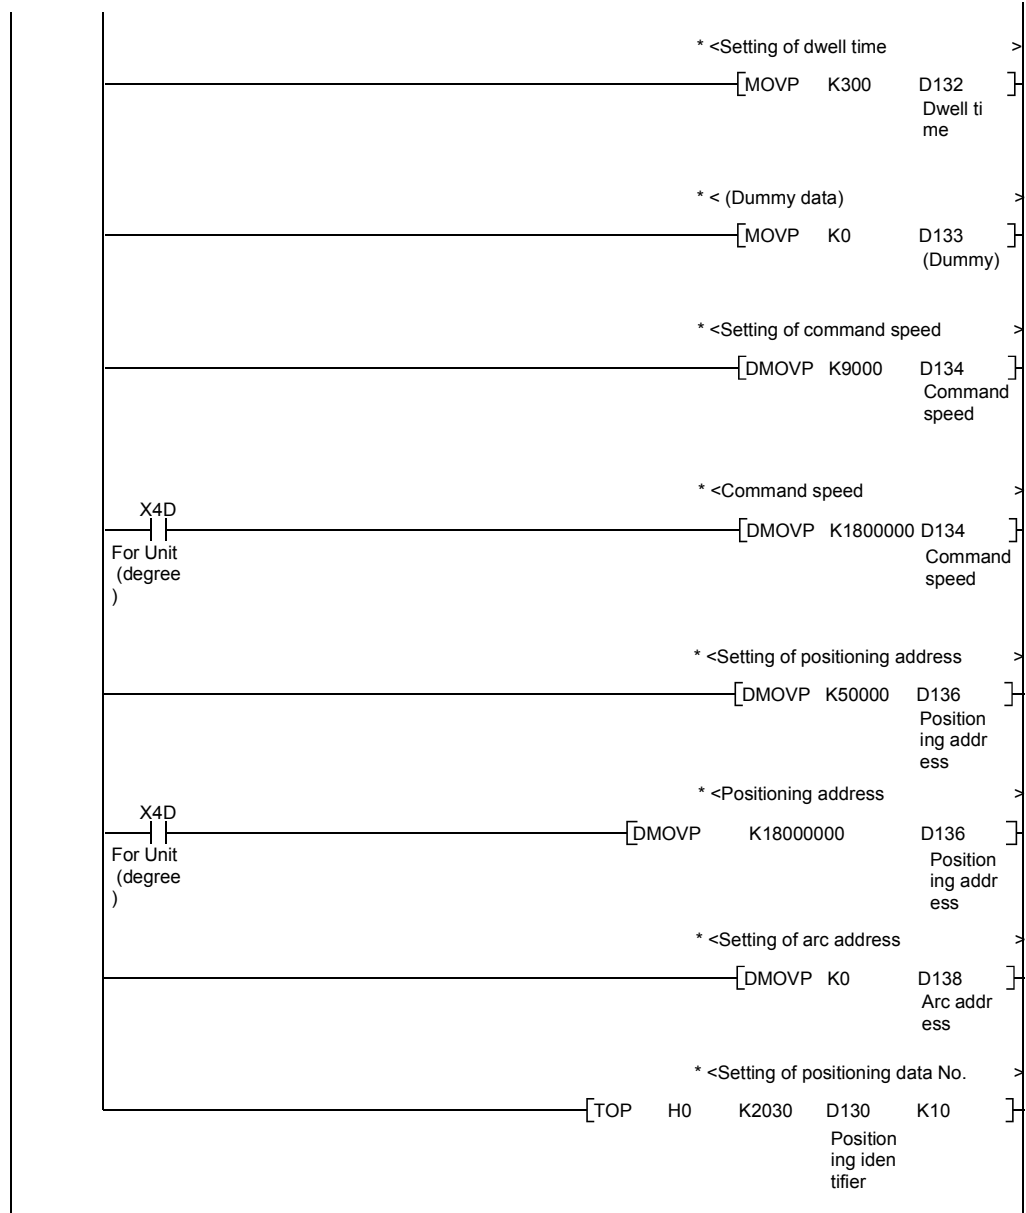 * <Setting of dwell time >
MOVP K300 D132
Dwell ti
me
* < (Dummy data) >
MOVP K0 D133
(Dummy)
* <Setting of command speed >
DMOVP K9000 D134
Command
speed
* <Command speed >
X4D
DMOVP K1800000 D134
For Unit
(degree
)
Command
speed
* <Setting of positioning address >
DMOVP K50000 D136
Position
ing addr
ess
* <Positioning address >
X4D
DMOVP K18000000 D136
For Unit
(degree
)
Position
ing addr
ess
* <Setting of arc address >
DMOVP K0 D138
Arc addr
ess
* <Setting of positioning data No. >
TOP H0 K2030 D130 K10
Position
ing iden
tifier